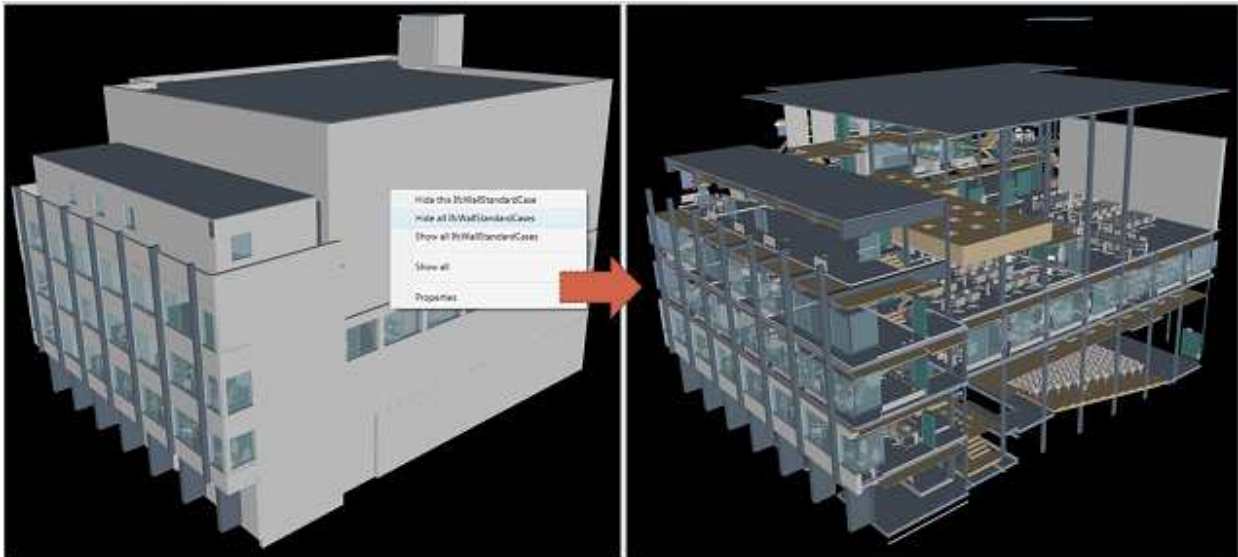 Hide this IfcWallStandardCase
Hide all IfcWallStandardCases
Show all IfcWallStandardCases
Show all
Properties